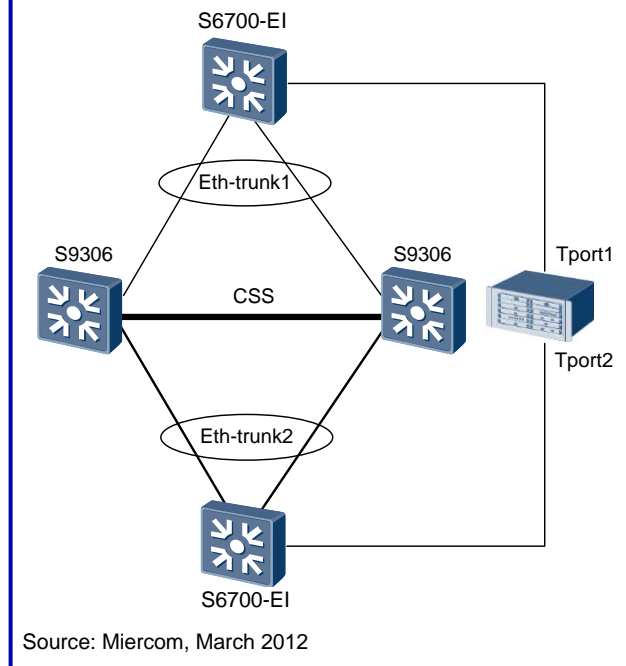 S6700-EI
Eth-trunk1
S9306
S9306
Tport1
CSS
Tport2
Eth-trunk2
S6700-EI
Source: Miercom, March 2012